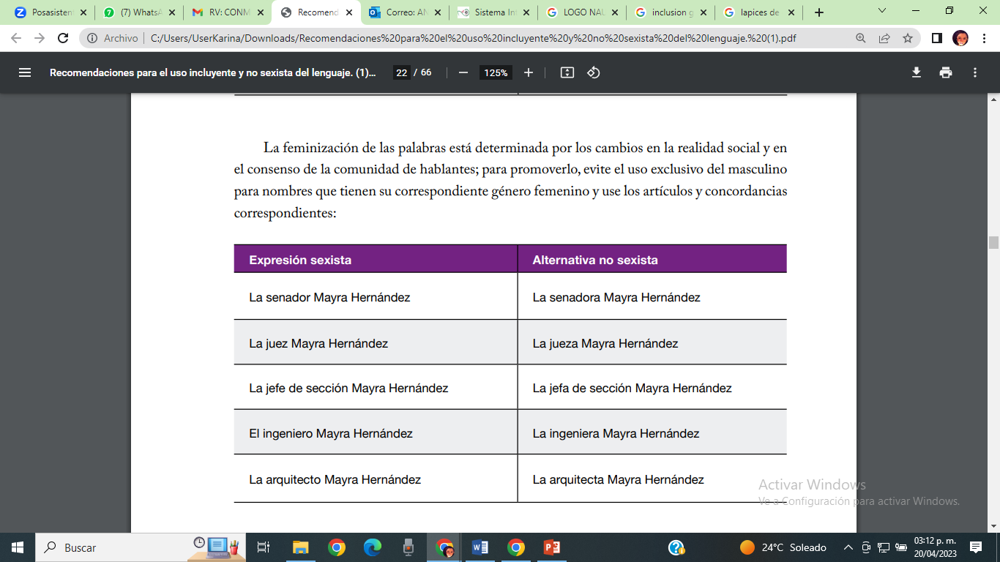 Posasistent
(7) WhatsA
RV: CONM
Recomend
Correo: AN
Sistema Int
LOGO NAU
inclusion g
lapices de
Archivo
C:/Users/UserKarina/Downloads/Recomendaciones%20para%20el%20uso%20incluyente%20y%20no%20sexista%20del%20lenguaje.%20(1).pdf
Recomendaciones para el uso incluyente y no sexista del lenguaje. (1)...
22 / 66
125%
La feminización de las palabras está determinada por los cambios en la realidad social y en
el consenso de la comunidad de hablantes; para promoverlo, evite el uso exclusivo del masculino
para nombres que tienen su correspondiente género femenino y use los artículos y concordancias
correspondientes:
Expresión sexista Alternativa no sexista
La senador Mayra Hernández La senadora Mayra Hernández
La juez Mayra Hernández La jueza Mayra Hernández
La jefe de sección Mayra Hernández La jefa de sección Mayra Hernández
El ingeniero Mayra Hernández La ingeniera Mayra Hernández
La arquitecto Mayra Hernández La arquitecta Mayra Hernández
Activar Windows
Ve a Configuración para activar Windows.
Buscar
24°C Soleado
03:12 p. m.
20/04/2023